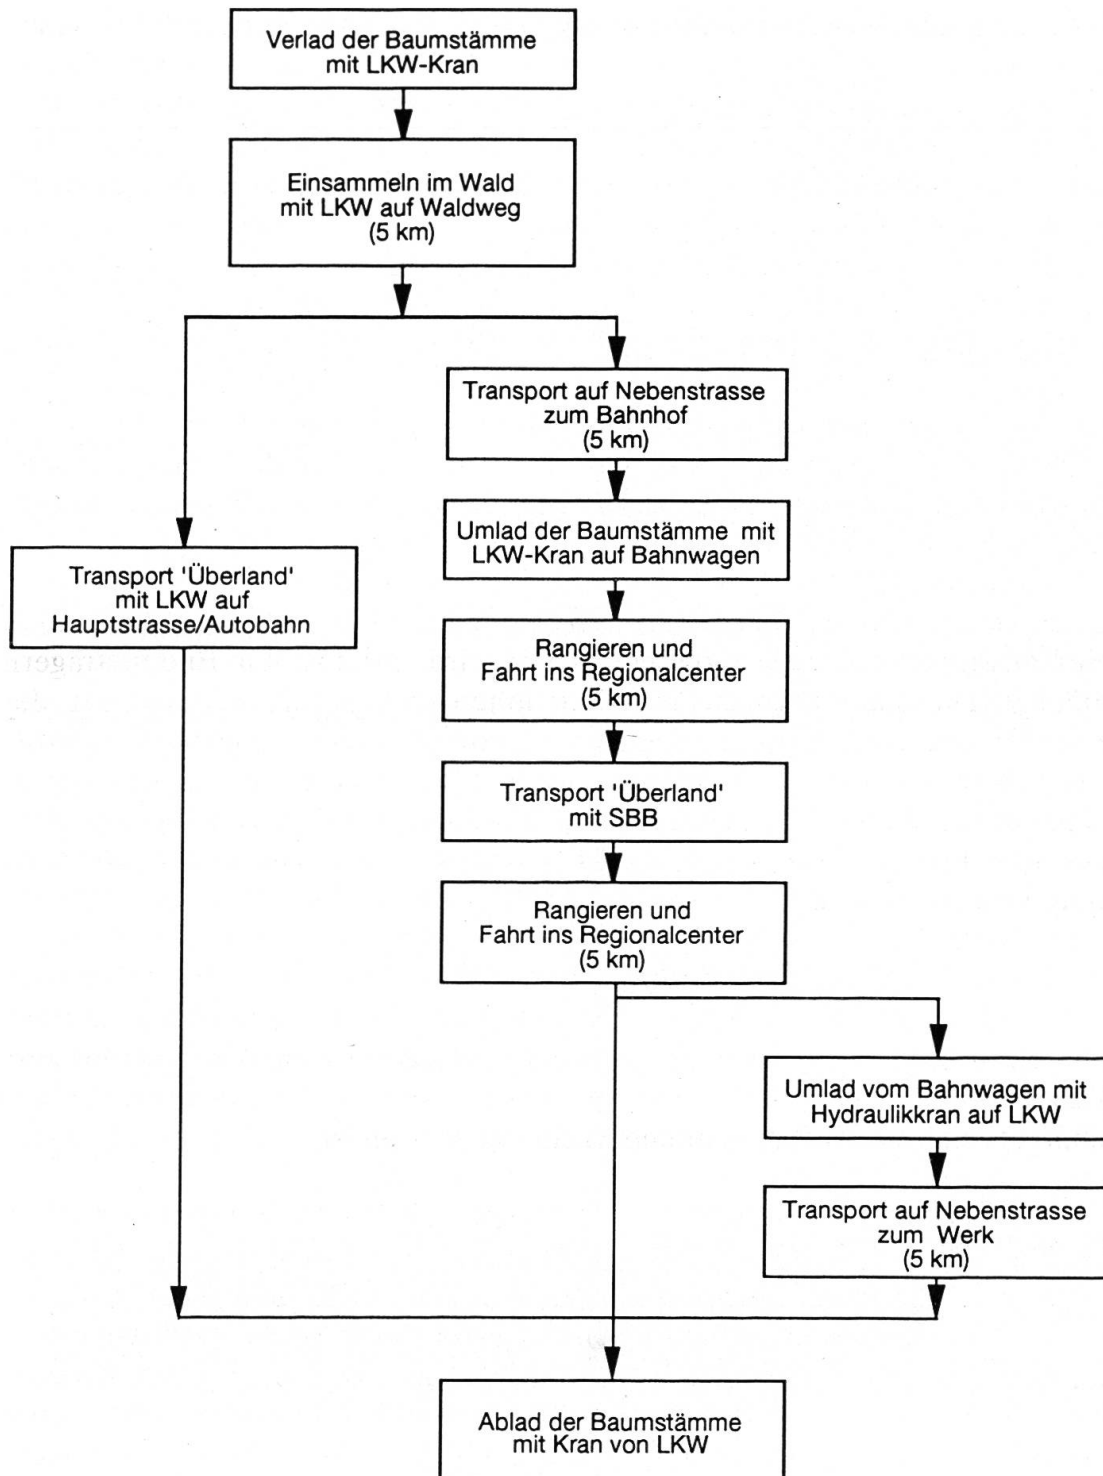 Verlad der Baumstämme
mit LKW-Kran
Einsammeln im Wald
mit LKW auf Waldweg
(5 km)
Transport auf Nebenstrasse
zum Bahnhof
(5 km)
Umlad der Baumstämme mit
LKW-Kran auf Bahnwagen
Transport 'Überland'
mit LKW auf
Hauptstrasse/Autobahn
Rangieren und
Fahrt ins Regionalcenter
(5 km)
Transport 'Überland'
mit SBB
Rangieren und
Fahrt ins Regionalcenter
(5 km)
Umlad vom Bahnwagen mit
Hydraulikkran auf LKW
Transport auf Nebenstrasse
zum Werk
(5 km)
Ablad der Baumstämme
mit Kran von LKW